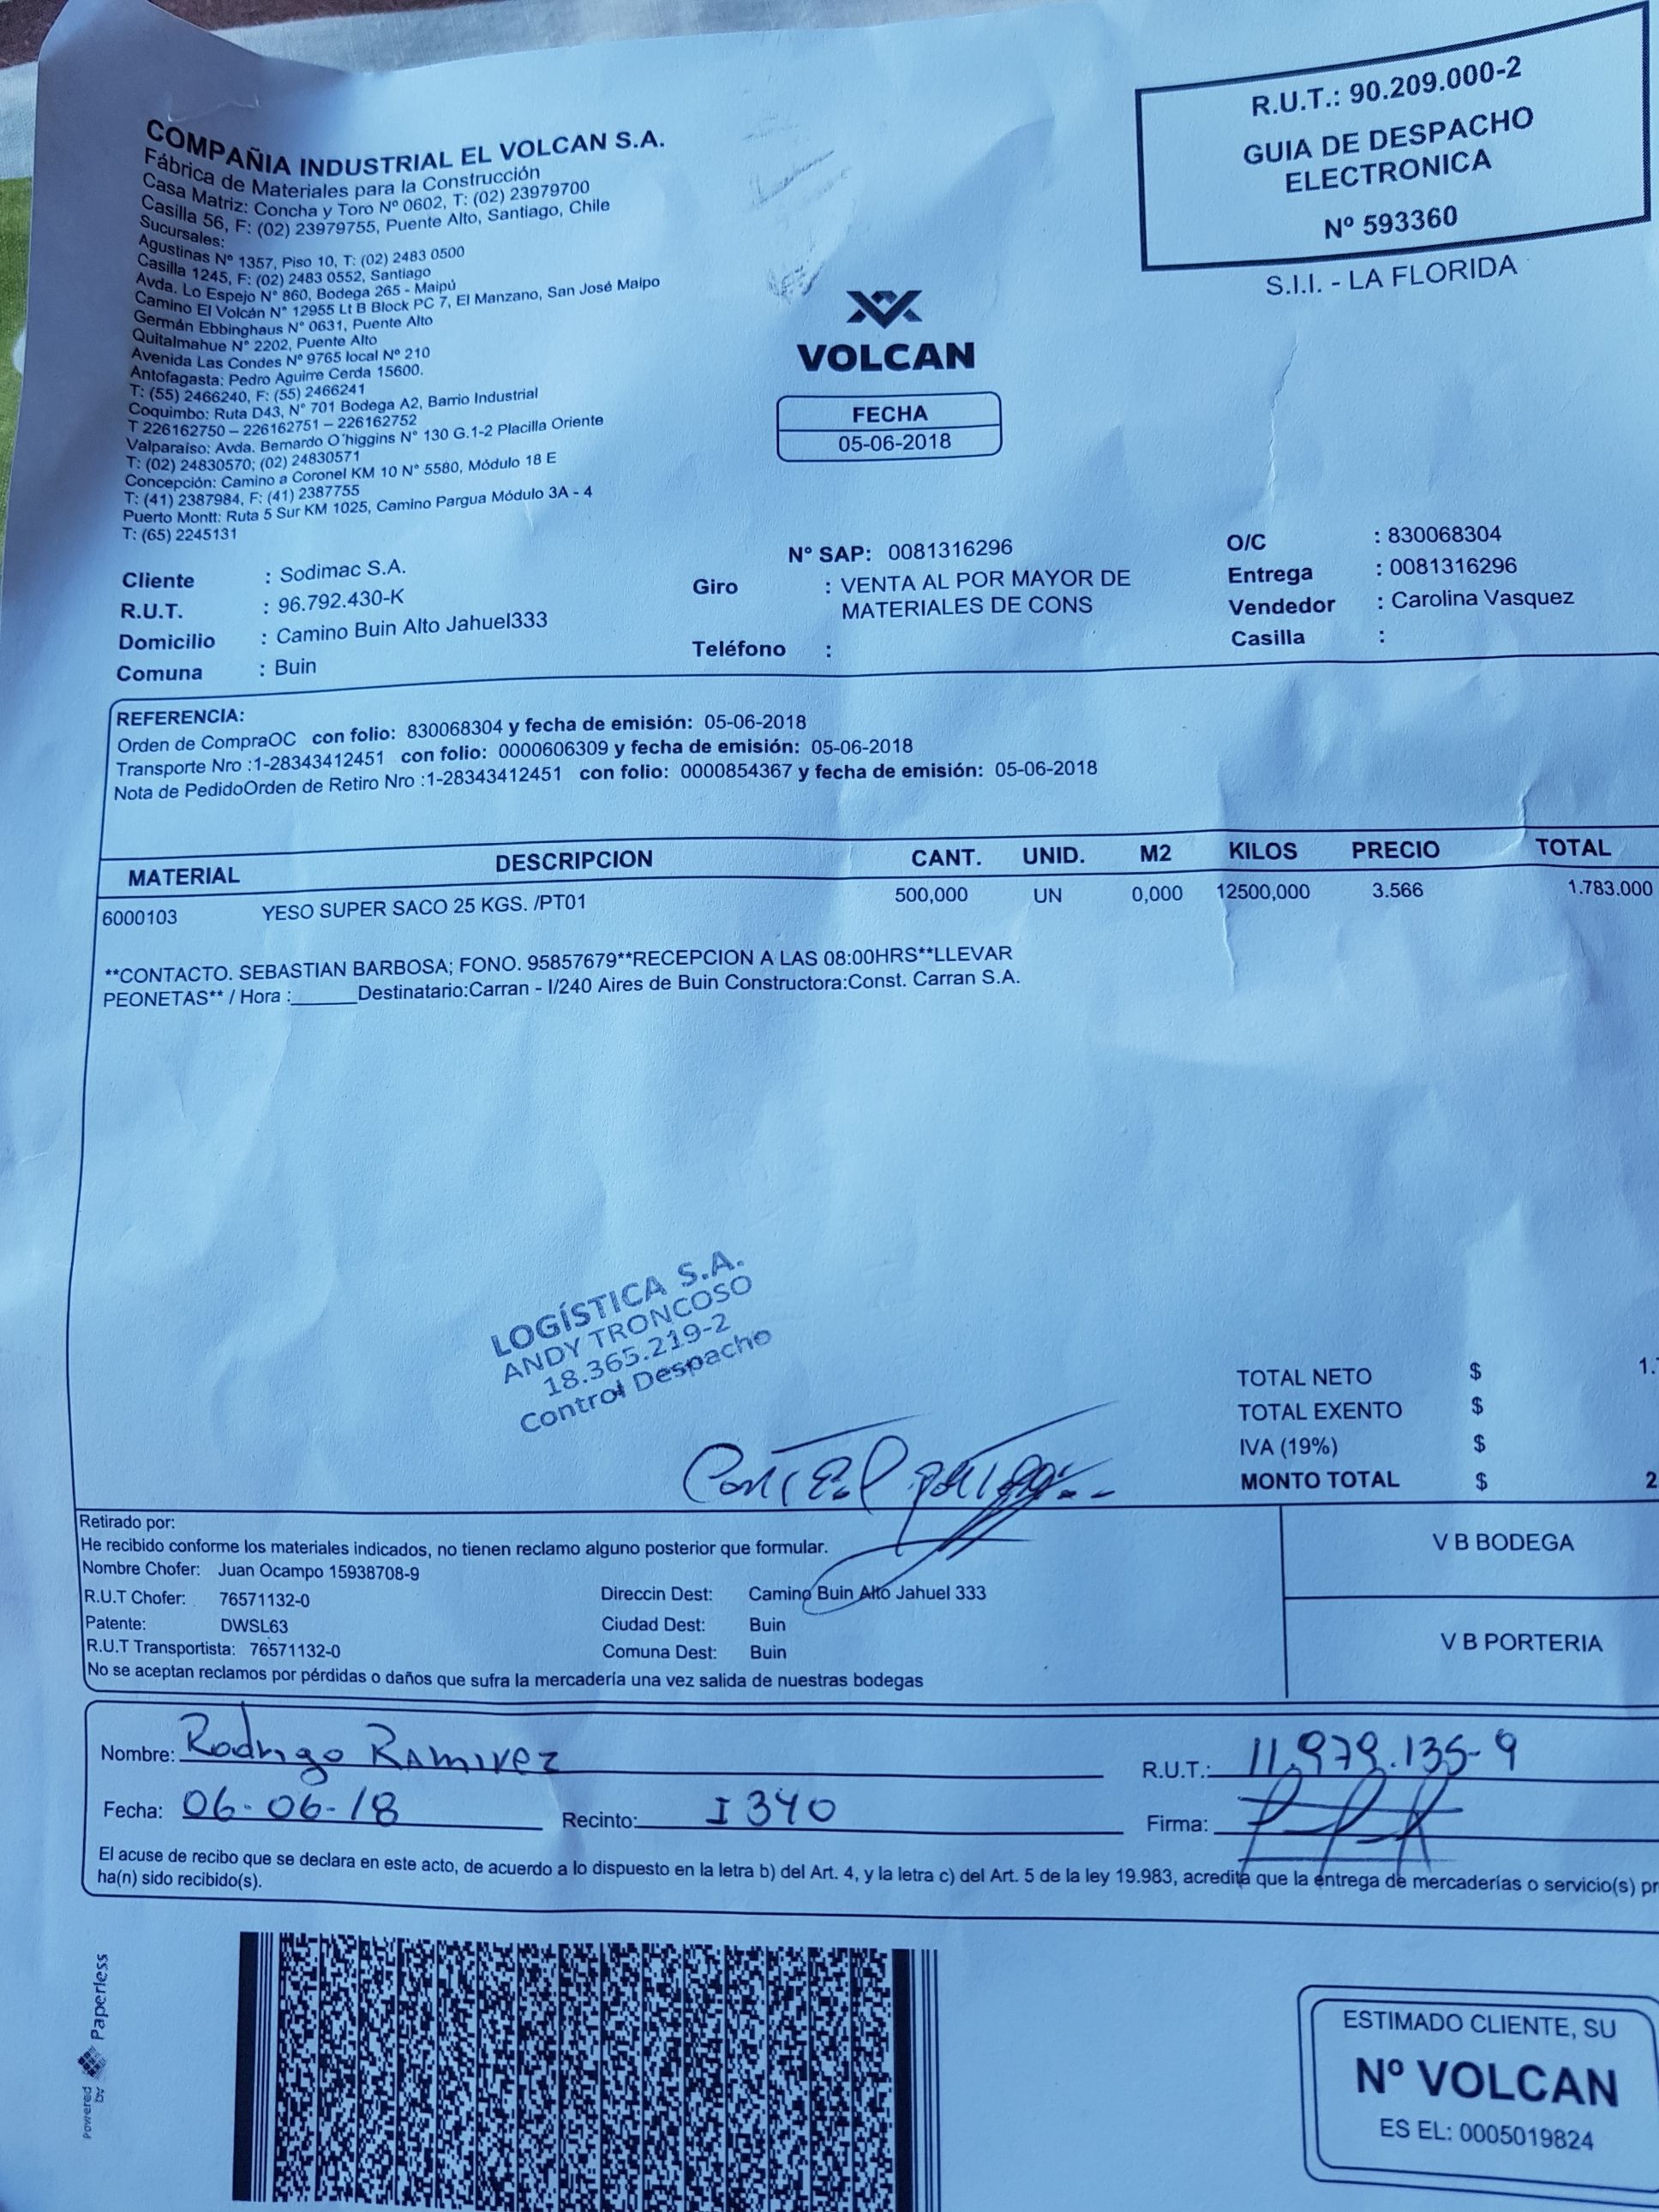 COMPAÑIA INDUSTRIAL EL VOLCAN S.A.
Fábrica de Materiales para la Construcción
Casa Matriz: Concha y Toro Nº 0602, T: (02) 23979700
Casilla 56, F: (02) 23979755, Puente Alto, Santiago, Chile
Sucursales:
Agustinas Nº 1357, Piso 10, T: (02) 2483 0500
Casilla 1245, F: (02) 2483 0552, Santiago
Avda. Lo Espejo N° 860, Bodega 265 - Maipú
Camino El Volcán N° 12955 Lt B Block PC 7, El Manzano, San José Maipo
Germán Ebbinghaus N° 0631, Puente Alto
Quitalmahue N° 2202, Puente Alto
Avenida Las Condes Nº 9765 local Nº 210
Antofagasta: Pedro Aguirre Cerda 15600.
T: (55) 2466240, F: (55) 2466241
Coquimbo: Ruta D43, N° 701 Bodega A2, Barrio Industrial
T 226162750 – 226162751 – 226162752
Valparaiso: Avda. Bernardo O´higgins N° 130 G.1-2 Placilla Oriente
T: (02) 24830570; (02) 24830571
Concepción: Camino a Coronel KM 10 N° 5580, Módulo 18 E
T: (41) 2387984, F: (41) 2387755
Puerto Montt: Ruta 5 Sur KM 1025, Camino Pargua Módulo 3A - 4
T: (65) 2245131
R.U.T.: 90.209.000-2
GUIA DE DESPACHO
ELECTRONICA
Nº 593360
S.I.I. - LA FLORIDA
VOLCAN
FECHA
05-06-2018
Cliente : Sodimac S.A.
R.U.T. : 96.792.430-K
Domicilio : Camino Buin Alto Jahuel333
Comuna : Buin
Nº SAP: 0081316296
Giro : VENTA AL POR MAYOR DE
MATERIALES DE CONS
Teléfono :
O/C : 830068304
Entrega : 0081316296
Vendedor : Carolina Vasquez
Casilla :
REFERENCIA:
Orden de CompraOC con folio: 830068304 y fecha de emisión: 05-06-2018
Transporte Nro :1-28343412451 con folio: 0000606309 y fecha de emisión: 05-06-2018
Nota de PedidoOrden de Retiro Nro :1-28343412451 con folio: 0000854367 y fecha de emisión: 05-06-2018
MATERIAL DESCRIPCION CANT. UNID. M2 KILOS PRECIO TOTAL
6000103 YESO SUPER SACO 25 KGS. /PT01 500,000 UN 0,000 12500,000 3.566 1.783.000
**CONTACTO. SEBASTIAN BARBOSA; FONO. 95857679**RECEPCION A LAS 08:00HRS**LLEVAR
PEONETAS** / Hora :______Destinatario:Carran - I/240 Aires de Buin Constructora:Const. Carran S.A.
LOGÍSTICA S.A.
ANDY TRONCOSO
18.365.219-2
Control Despacho
TOTAL NETO $ 1.
TOTAL EXENTO $
IVA (19%) $
MONTO TOTAL $ 2
Retirado por:
He recibido conforme los materiales indicados, no tienen reclamo alguno posterior que formular.
Nombre Chofer: Juan Ocampo 15938708-9
R.U.T Chofer: 76571132-0
Patente: DWSL63
R.U.T Transportista: 76571132-0
Direccin Dest: Camino Buin Alto Jahuel 333
Ciudad Dest: Buin
Comuna Dest: Buin
No se aceptan reclamos por pérdidas o daños que sufra la mercadería una vez salida de nuestras bodegas
V B BODEGA
V B PORTERIA
Nombre: Rodrigo Ramirez
R.U.T.: 11.979.135-9
Fecha: 06-06-18 Recinto: I 340
Firma:
El acuse de recibo que se declara en este acto, de acuerdo a lo dispuesto en la letra b) del Art. 4, y la letra c) del Art. 5 de la ley 19.983, acredita que la entrega de mercaderías o servicio(s) pr
ha(n) sido recibido(s).
Powered by Paperless
ESTIMADO CLIENTE, SU
Nº VOLCAN
ES EL: 0005019824